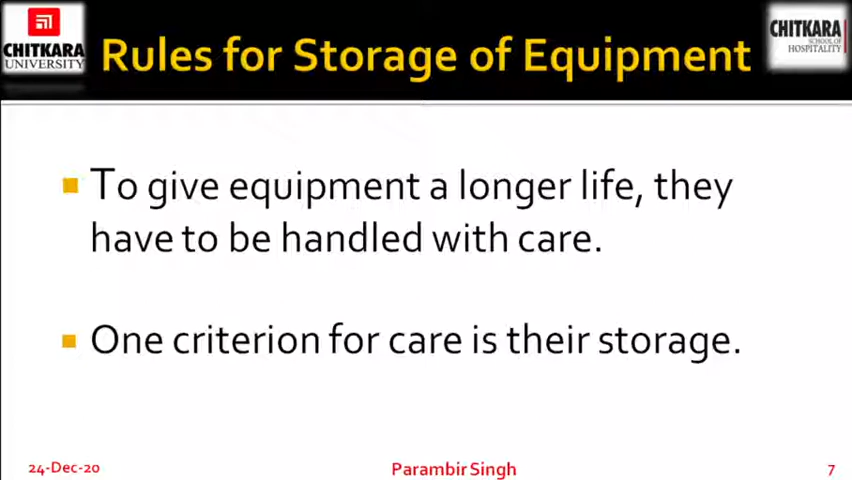 CHITKARA
UNIVERSITY
Rules for Storage of Equipment
CHITKARA
SCHOOL OF
HOSPITALITY
To give equipment a longer life, they
have to be handled with care.
One criterion for care is their storage.
24-Dec-20
Parambir Singh
7